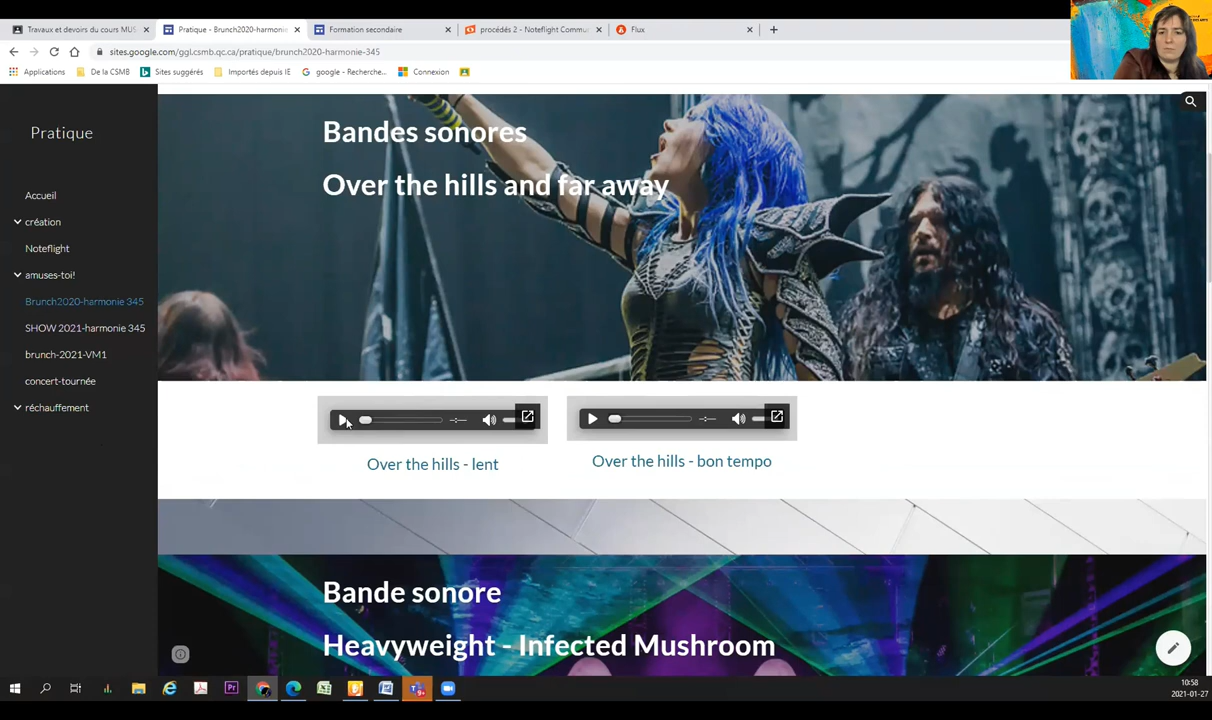 Travaux et devoirs du cours MUS
Pratique - Brunch2020-harmonie
Formation secondaire
procédés 2 - Noteflight Commu
Flux
sites.google.com/ggl.csmb.qc.ca/pratique/brunch2020-harmonie-345
Applications
De la CSMB
Sites suggérés
Importés depuis IE
google - Recherche...
Connexion
Pratique
Accueil
création
Noteflight
amuses-toi!
Brunch2020-harmonie 345
SHOW 2021-harmonie 345
brunch-2021-VM1
concert-tournée
réchauffement
Bandes sonores
Over the hills and far away
Over the hills - lent
Over the hills - bon tempo
Bande sonore
Heavyweight - Infected Mushroom
10:58
2021-01-27